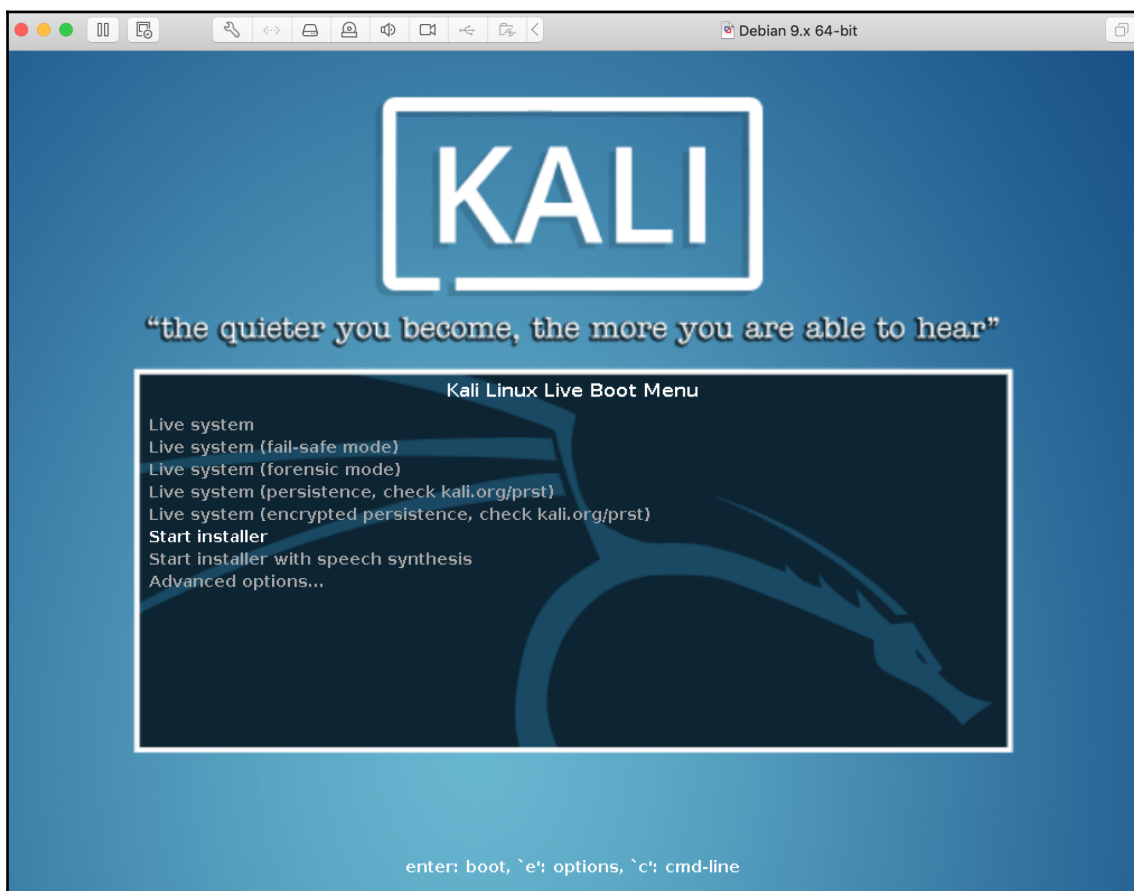 Debian 9.x 64-bit
KALI
“the quieter you become, the more you are able to hear”
Kali Linux Live Boot Menu
Live system
Live system (fail-safe mode)
Live system (forensic mode)
Live system (persistence, check kali.org/prst)
Live system (encrypted persistence, check kali.org/prst)
Start installer
Start installer with speech synthesis
Advanced options...
enter: boot, `e': options, `c': cmd-line